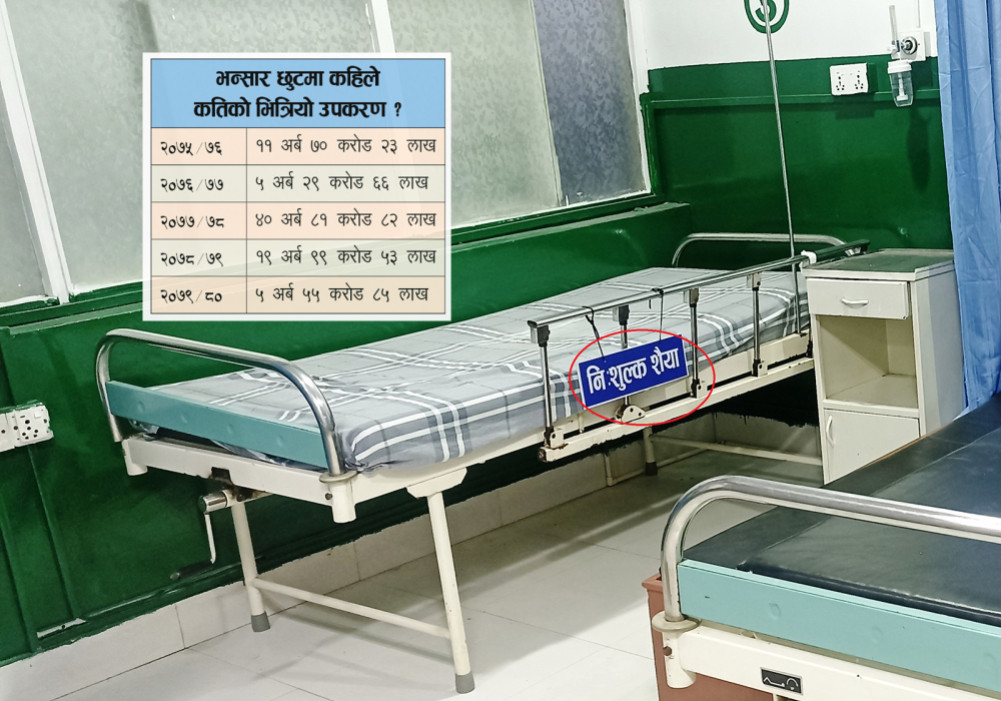 भन्सार छुटमा कहिले
कतिको भित्रियो उपकरण ?
२०७५/७६ ११ अर्ब ७० करोड २३ लाख
२०७६/७७ ५ अर्ब २९ करोड ६६ लाख
२०७७/७८ ४० अर्ब ८१ करोड ८२ लाख
२०७८/७९ १९ अर्ब ९९ करोड ५३ लाख
२०७९/८० ५ अर्ब ५५ करोड ८५ लाख
निःशुल्क शैया